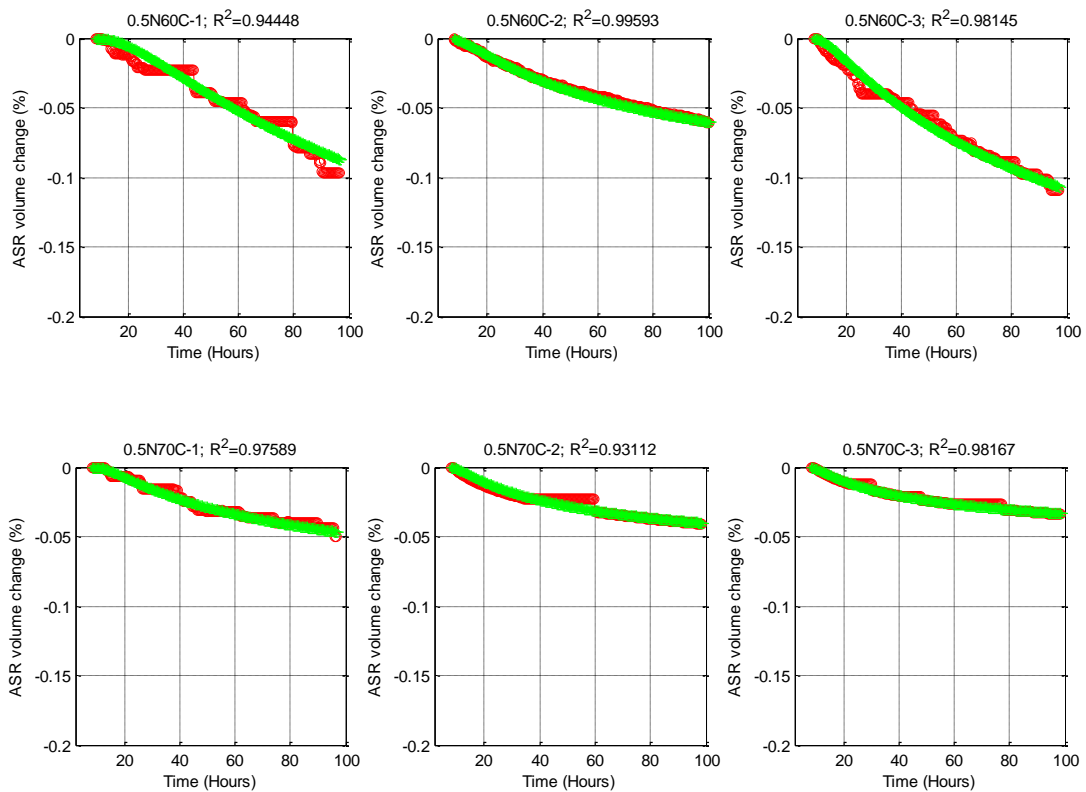 0.5N60C-1; R²=0.94448
0.5N60C-2; R²=0.99593
0.5N60C-3; R²=0.98145
ASR volume change (%)
0
-0.05
-0.1
-0.15
-0.2
20 40 60 80 100
Time (Hours)
ASR volume change (%)
0
-0.05
-0.1
-0.15
-0.2
20 40 60 80 100
Time (Hours)
ASR volume change (%)
0
-0.05
-0.1
-0.15
-0.2
20 40 60 80 100
Time (Hours)
0.5N70C-1; R²=0.97589
0.5N70C-2; R²=0.93112
0.5N70C-3; R²=0.98167
ASR volume change (%)
0
-0.05
-0.1
-0.15
-0.2
20 40 60 80 100
Time (Hours)
ASR volume change (%)
0
-0.05
-0.1
-0.15
-0.2
20 40 60 80 100
Time (Hours)
ASR volume change (%)
0
-0.05
-0.1
-0.15
-0.2
20 40 60 80 100
Time (Hours)